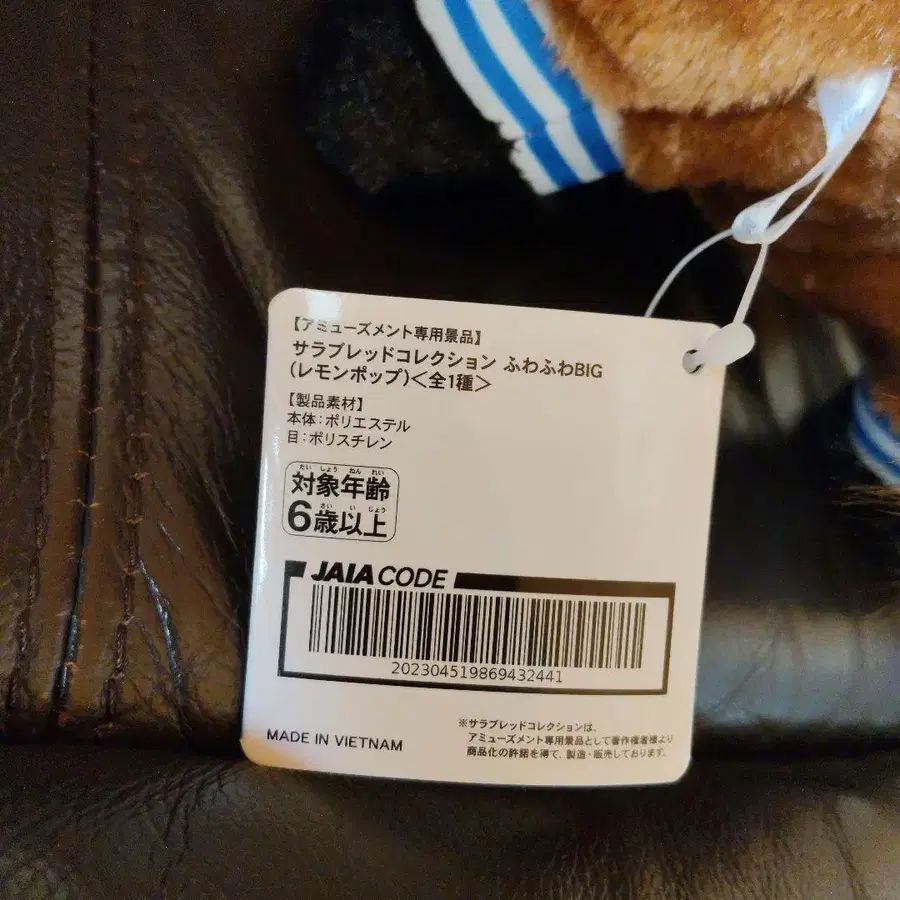 【アミューズメント専用景品】
サラブレッドコレクション ふわふわBIG
(レモンポップ)<全1種>
【製品素材】
本体:ポリエステル
目:ポリスチレン
たいしょうねんれい
対象年齢
さいいじょう
6歳以上
JAIA CODE
202304519869432441
MADE IN VIETNAM
※サラブレッドコレクションは、
アミューズメント専用景品として著作権者様より
商品化の許諾を得て、製造・販売しております。